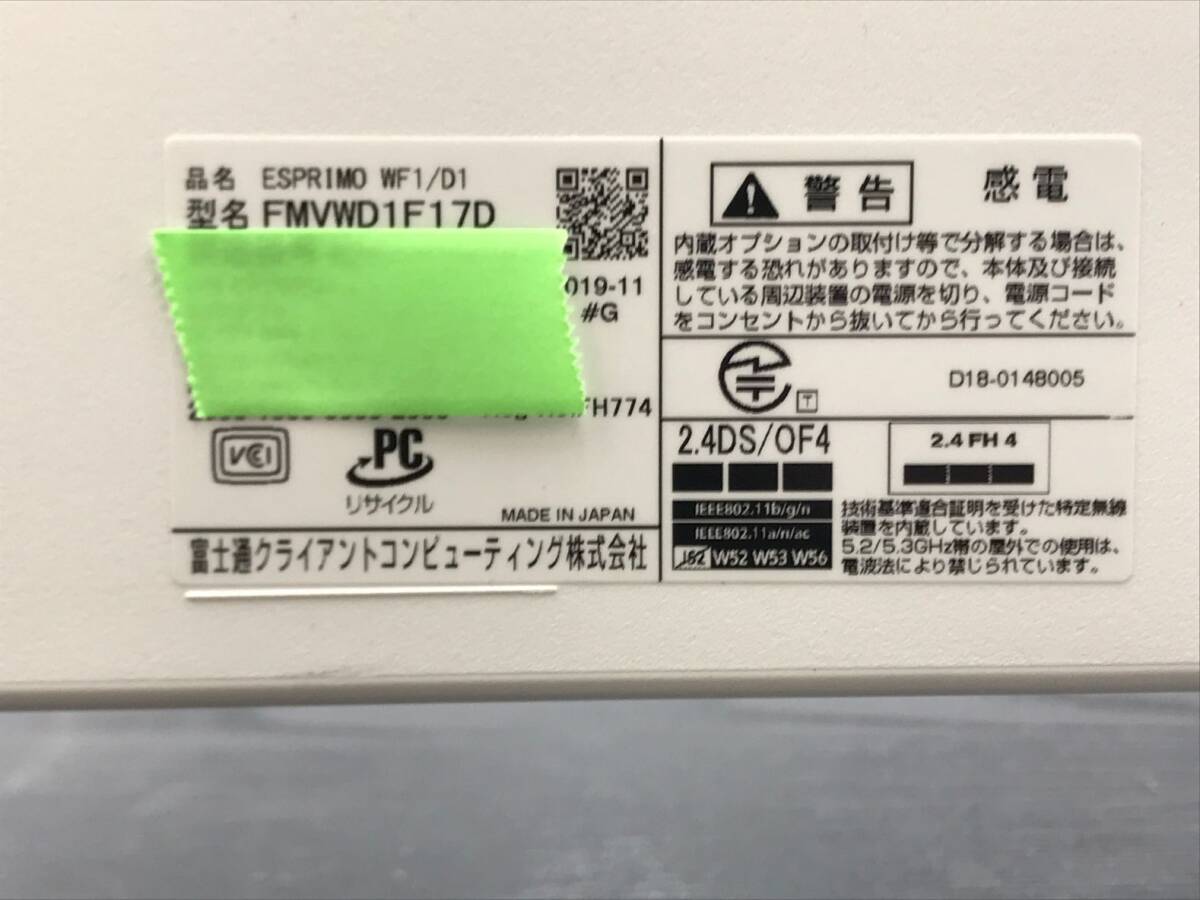 品名 ESPRIMO WF1/D1
型名 FMVWD1F17D
019-11
#G
FH774
VCCI
PC
リサイクル
MADE IN JAPAN
富士通クライアントコンピューティング株式会社
警告 感電
内蔵オプションの取付け等で分解する場合は、
感電する恐れがありますので、本体及び接続
している周辺装置の電源を切り、電源コード
をコンセントから抜いてから行ってください。
T D18-0148005
2.4DS/OF4
IEEE802.11b/g/n
IEEE802.11a/n/ac
J52 W52 W53 W56
2.4 FH 4
技術基準適合証明を受けた特定無線
装置を内蔵しています。
5.2/5.3GHz帯の屋外での使用は、
電波法により禁じられています。